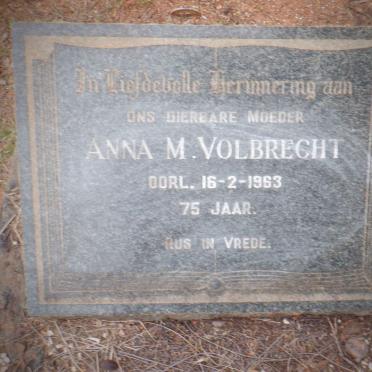 In Liefdevolle Herinnering aan
ONS DIERBARE MOEDER
ANNA M. VOLBRECHT
OORL. 16-2-1963
75 JAAR.
RUS IN VREDE.